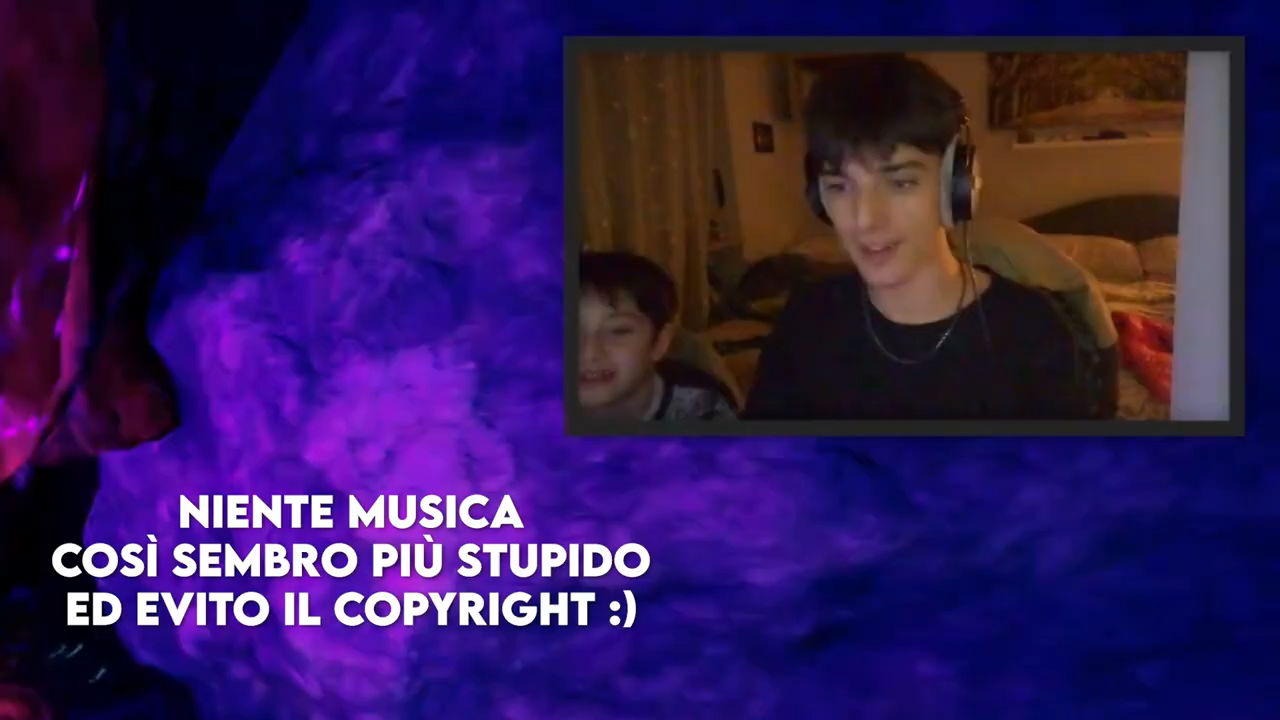 NIENTE MUSICA
COSÌ SEMBRO PIÙ STUPIDO
ED EVITO IL COPYRIGHT :)